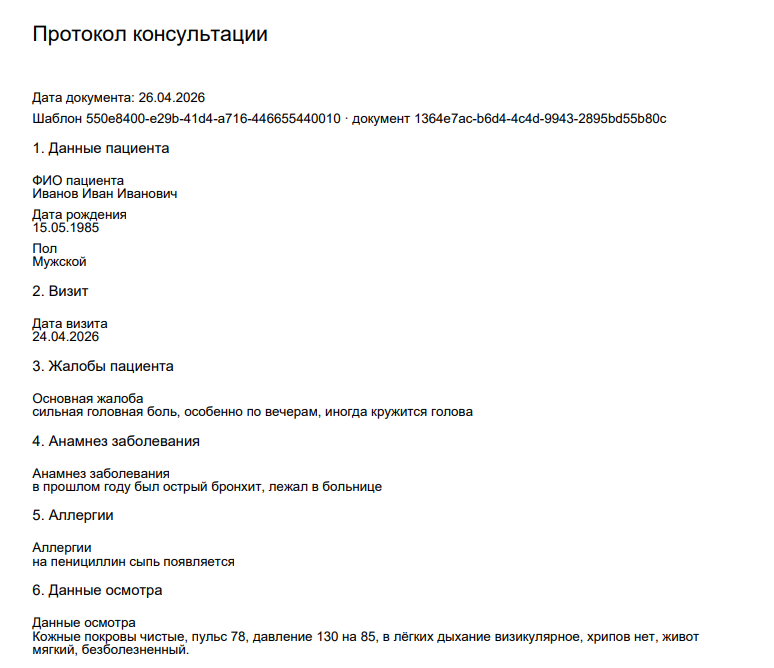 Протокол консультации
Дата документа: 26.04.2026
Шаблон 550e8400-e29b-41d4-a716-446655440010 · документ 1364e7ac-b6d4-4c4d-9943-2895bd55b80c
1. Данные пациента
ФИО пациента
Иванов Иван Иванович
Дата рождения
15.05.1985
Пол
Мужской
2. Визит
Дата визита
24.04.2026
3. Жалобы пациента
Основная жалоба
сильная головная боль, особенно по вечерам, иногда кружится голова
4. Анамнез заболевания
Анамнез заболевания
в прошлом году был острый бронхит, лежал в больнице
5. Аллергии
Аллергии
на пенициллин сыпь появляется
6. Данные осмотра
Данные осмотра
Кожные покровы чистые, пульс 78, давление 130 на 85, в лёгких дыхание визикулярное, хрипов нет, живот
мягкий, безболезненный.